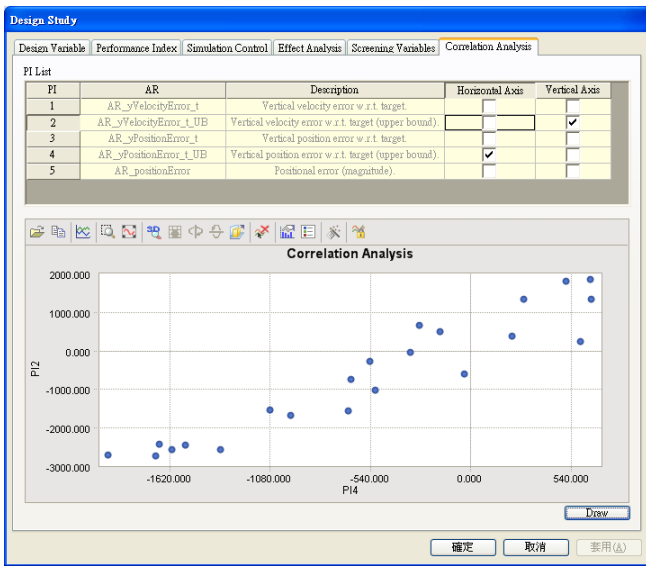 Design Study
Design Variable Performance Index Simulation Control Effect Analysis Screening Variables Correlation Analysis
PI List
PI AR Description Horizontal Axis Vertical Axis
1 AR_yVelocityError_t Vertical velocity error w.r.t. target.
2 AR_yVelocityError_t_UB Vertical velocity error w.r.t. target (upper bound).
3 AR_yPositionError_t Vertical position error w.r.t. target.
4 AR_yPositionError_t_UB Vertical position error w.r.t. target (upper bound).
5 AR_positionError Positional error (magnitude).
3D
Correlation Analysis
2000.000
1000.000
0.000
PI2
-1000.000
-2000.000
-3000.000
-1620.000 -1080.000 -540.000 0.000 540.000
PI4
Draw
確定 取消 套用(A)